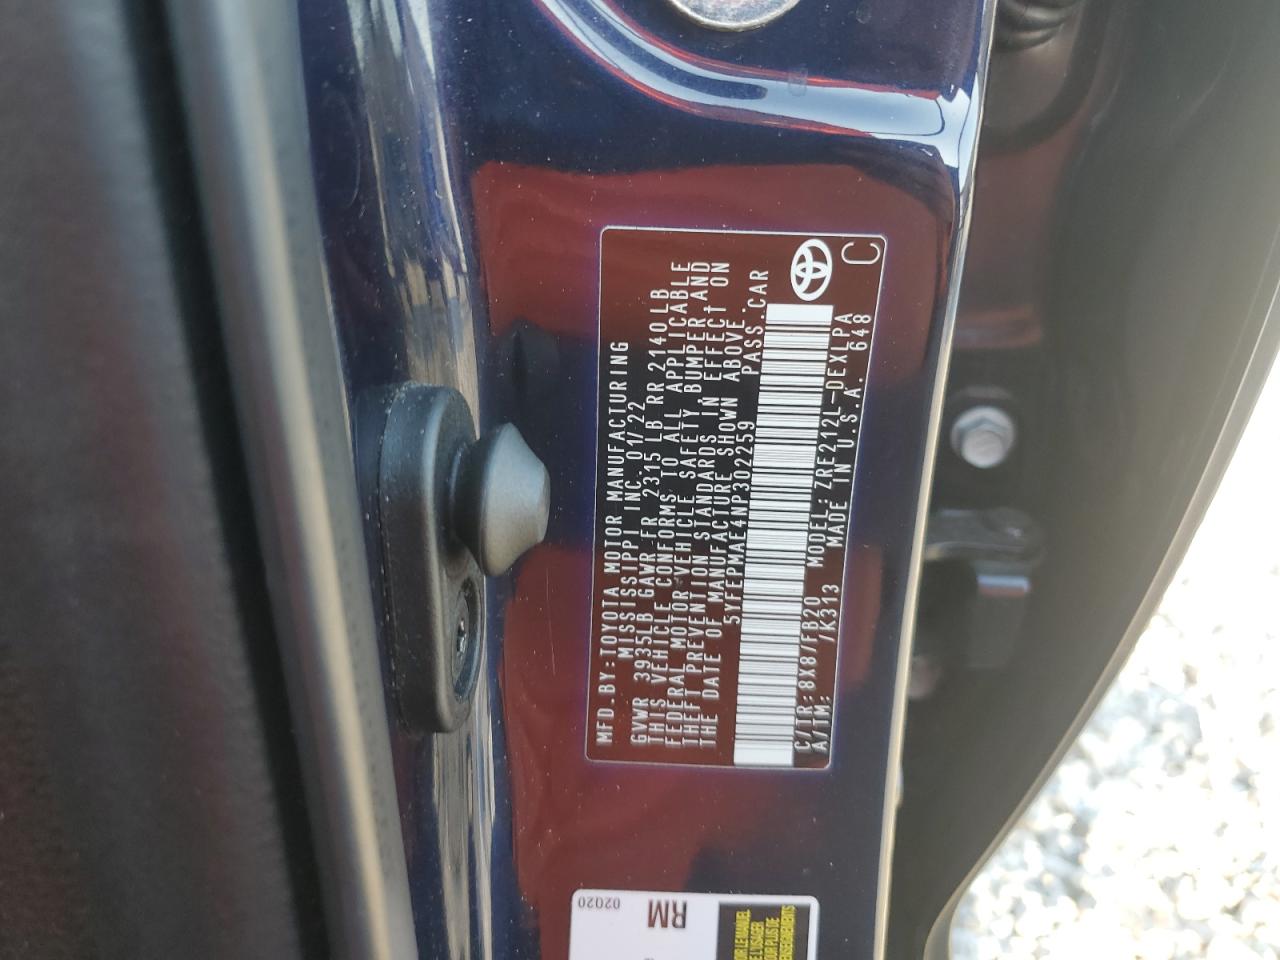 MFD.BY:TOYOTA MOTOR MANUFACTURING
MISSISSIPPI INC. 01/22
GVWR 3935LB GAWR FR 2315 LB RR 2140LB
THIS VEHICLE CONFORMS TO ALL APPLICABLE
FEDERAL MOTOR VEHICLE SAFETY, BUMPER,AND
THEFT PREVENTION STANDARDS IN EFFECT ON
THE DATE OF MANUFACTURE SHOWN ABOVE.
5YFEPMAE4NP302259 PASS.CAR
C/TR:8X8/FB20 MODEL:ZRE212L-DEXLPA
A/TM: /K313 MADE IN U.S.A. 648
C
02020
RM